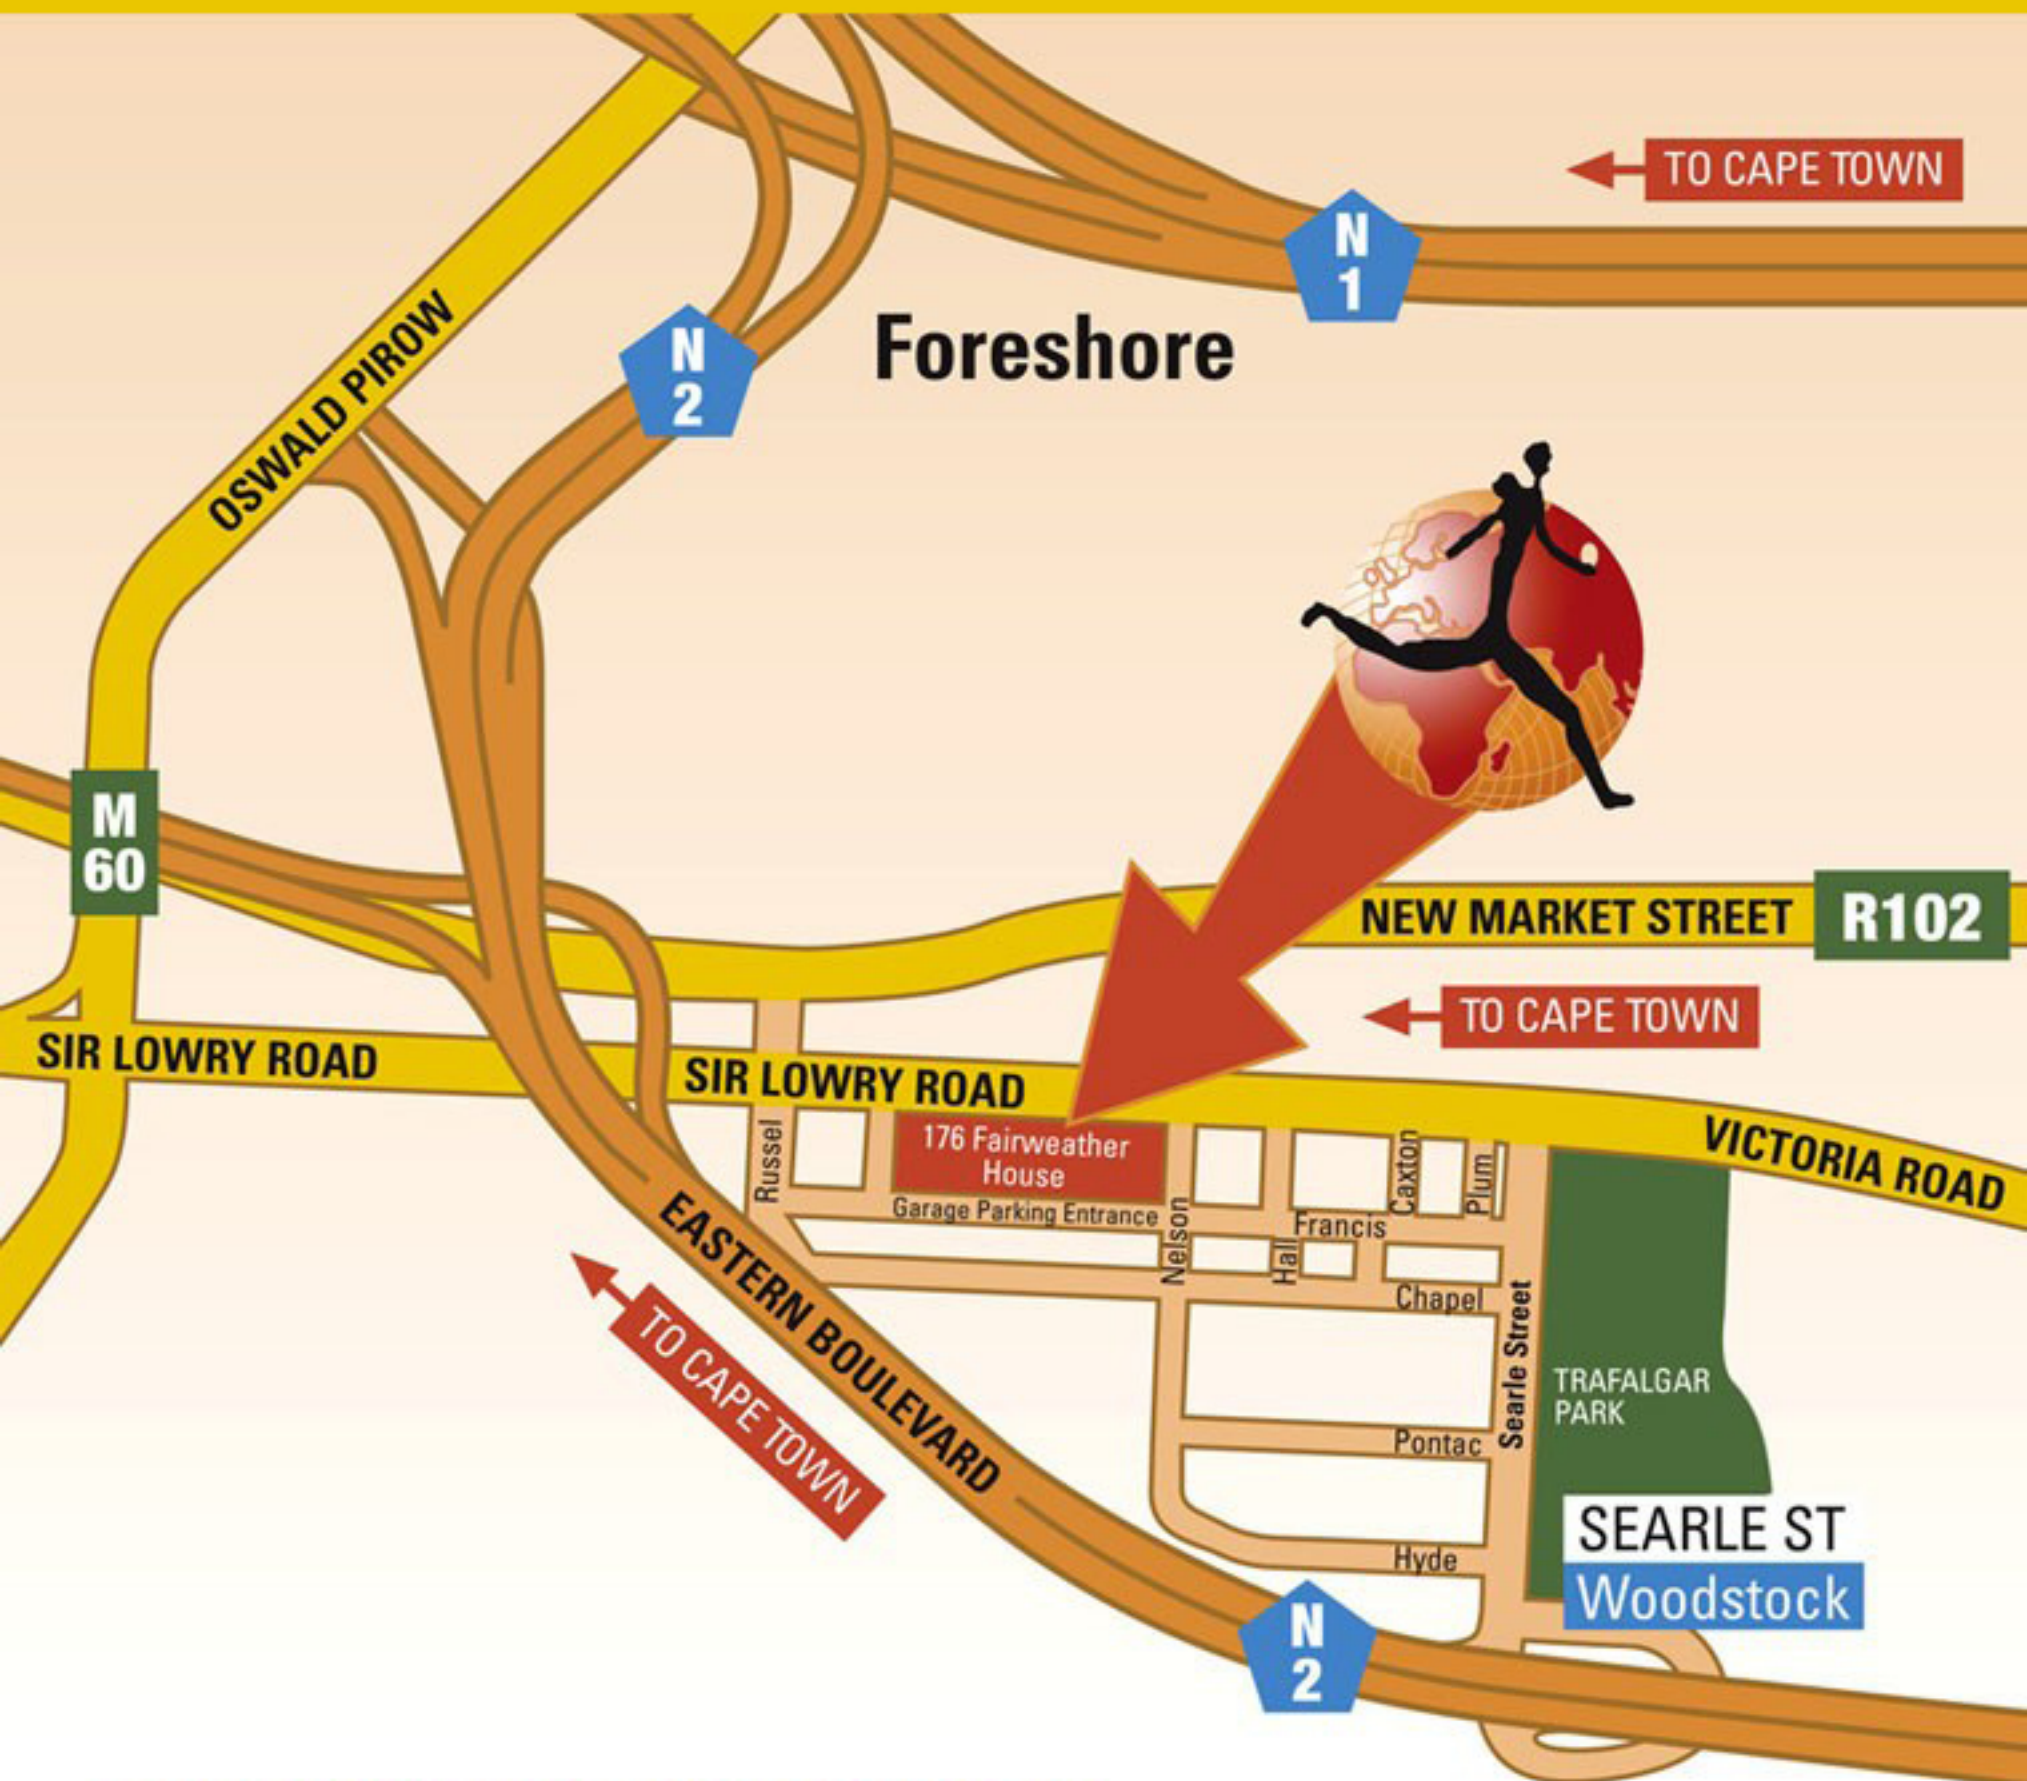 TO CAPE TOWN
N
1
OSWALD PIROW
N
2
Foreshore
M
60
NEW MARKET STREET
R102
TO CAPE TOWN
SIR LOWRY ROAD
SIR LOWRY ROAD
VICTORIA ROAD
176 Fairweather
House
Russel
Garage Parking Entrance
Nelson
Hall
Francis
Caxton
Plum
Chapel
Searle Street
EASTERN BOULEVARD
TO CAPE TOWN
TRAFALGAR
PARK
Pontac
Hyde
SEARLE ST
Woodstock
N
2